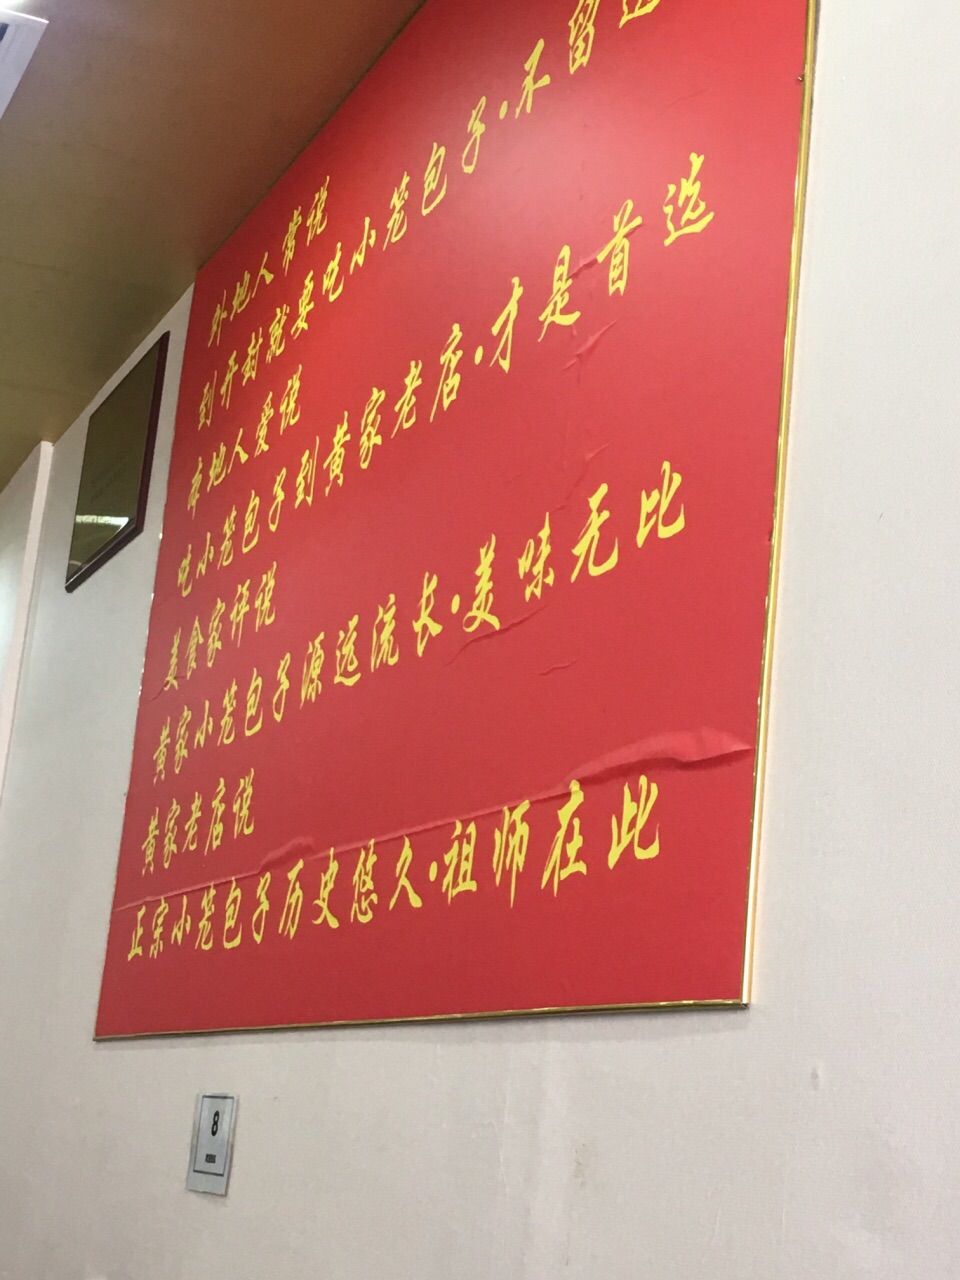 外地人常说
到开封就要吃小笼包子·不留
本地人爱说
吃小笼包子到黄家老店·才是首选
美食家评说
黄家小笼包子源远流长·美味无比
黄家老店说
正宗小笼包子历史悠久·祖师在此
8